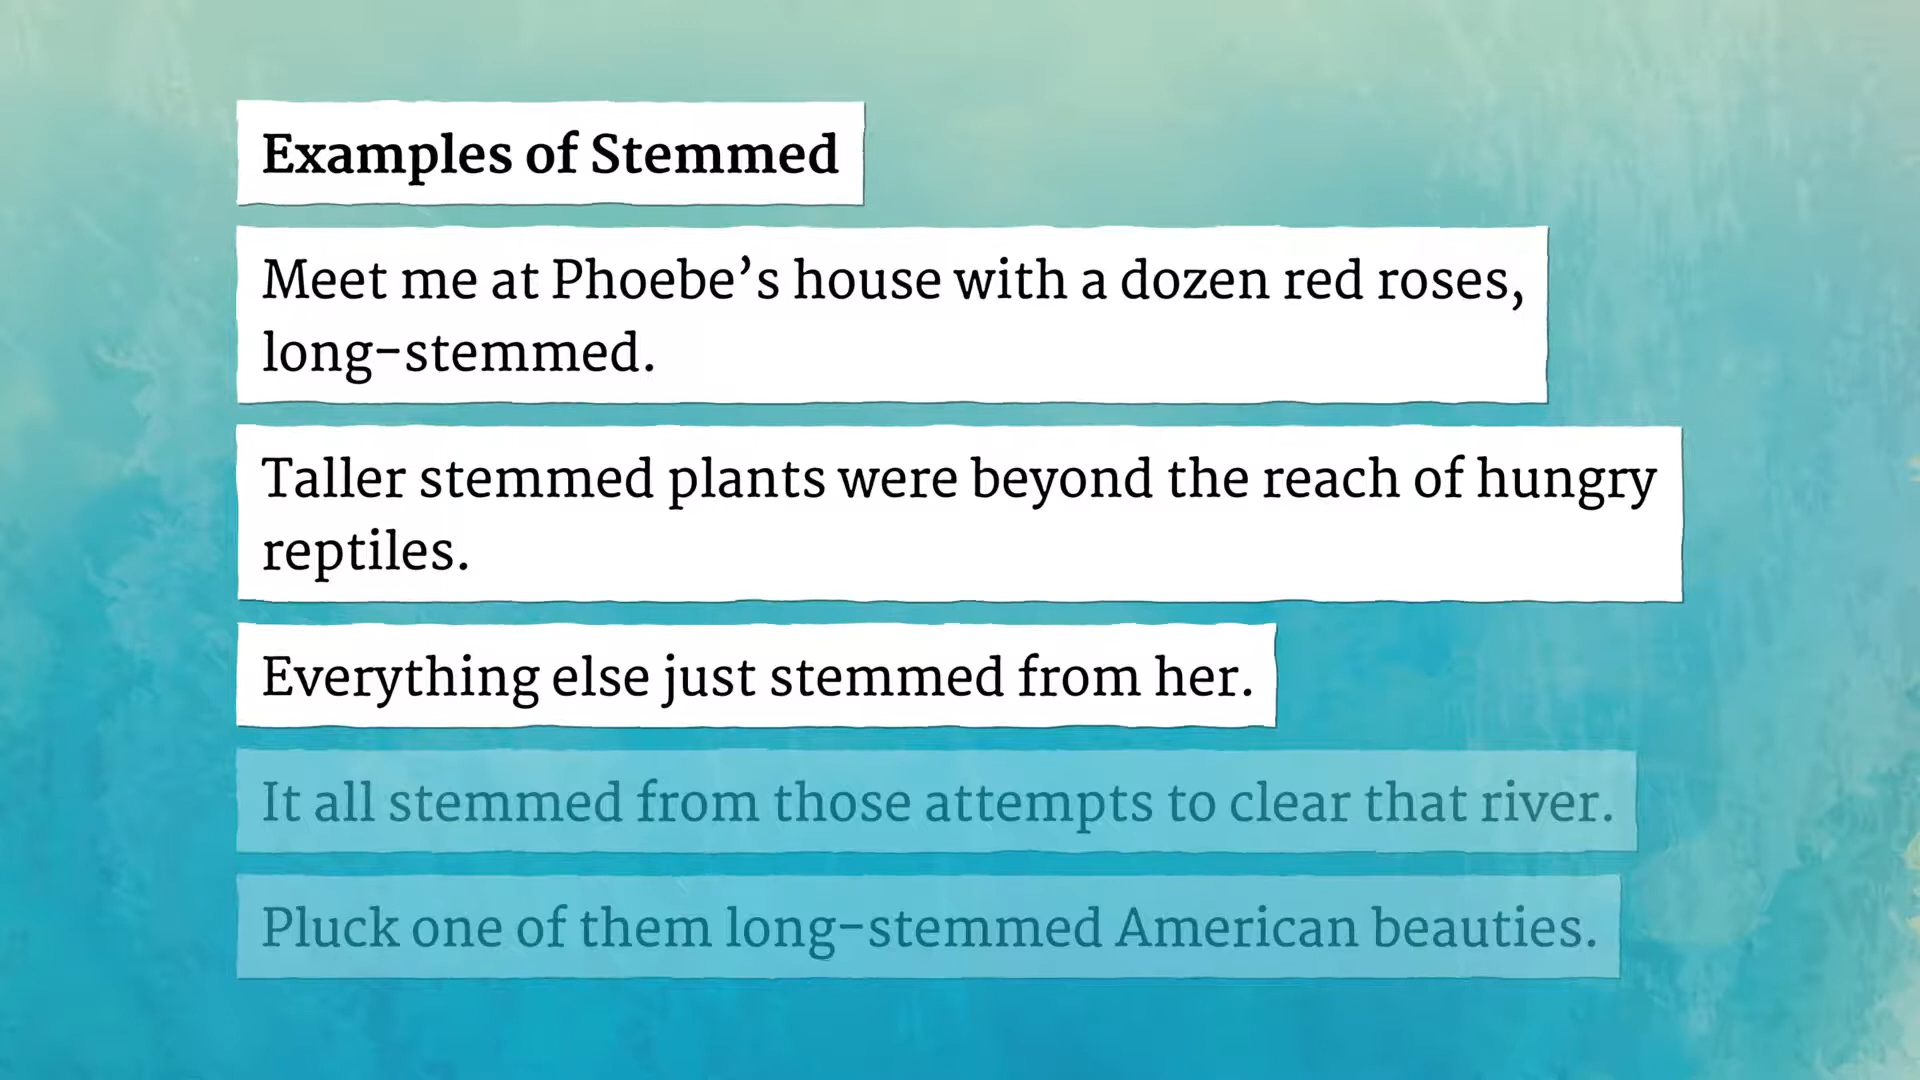 Examples of Stemmed
Meet me at Phoebe’s house with a dozen red roses,
long-stemmed.
Taller stemmed plants were beyond the reach of hungry
reptiles.
Everything else just stemmed from her.
It all stemmed from those attempts to clear that river.
Pluck one of them long-stemmed American beauties.